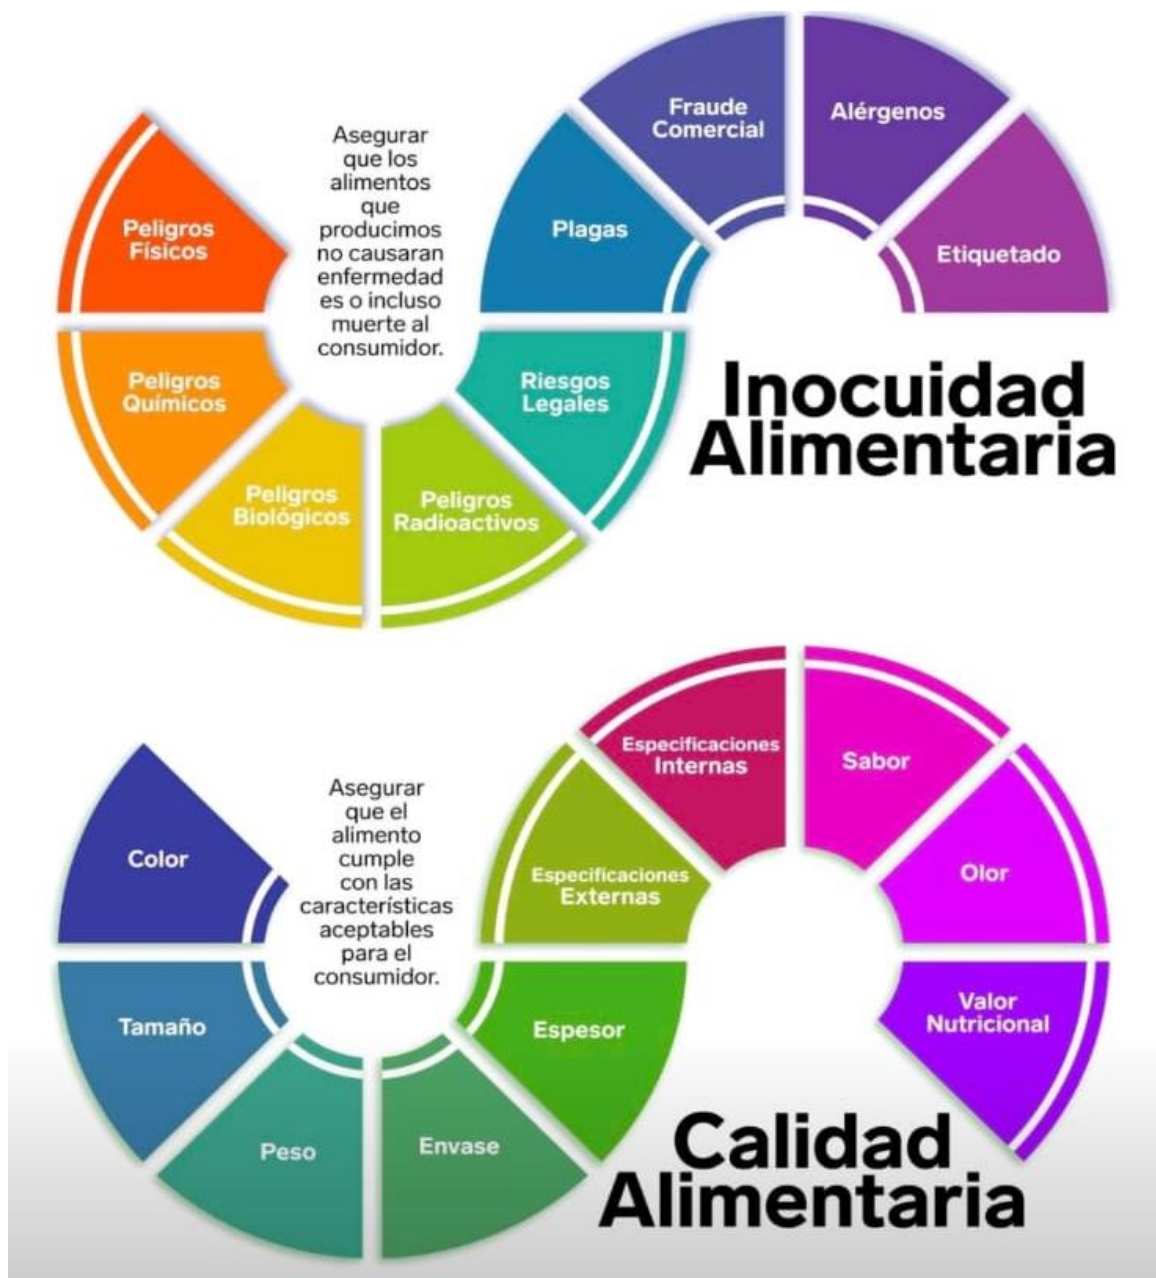 Peligros
Físicos
Peligros
Químicos
Peligros
Biológicos
Peligros
Radioactivos
Riesgos
Legales
Plagas
Fraude
Comercial
Alérgenos
Etiquetado
Asegurar
que los
alimentos
que
producimos
no causaran
enfermedad
es o incluso
muerte al
consumidor.
Inocuidad
Alimentaria
Color
Tamaño
Peso
Envase
Espesor
Especificaciones
Externas
Especificaciones
Internas
Sabor
Olor
Valor
Nutricional
Asegurar
que el
alimento
cumple
con las
características
aceptables
para el
consumidor.
Calidad
Alimentaria